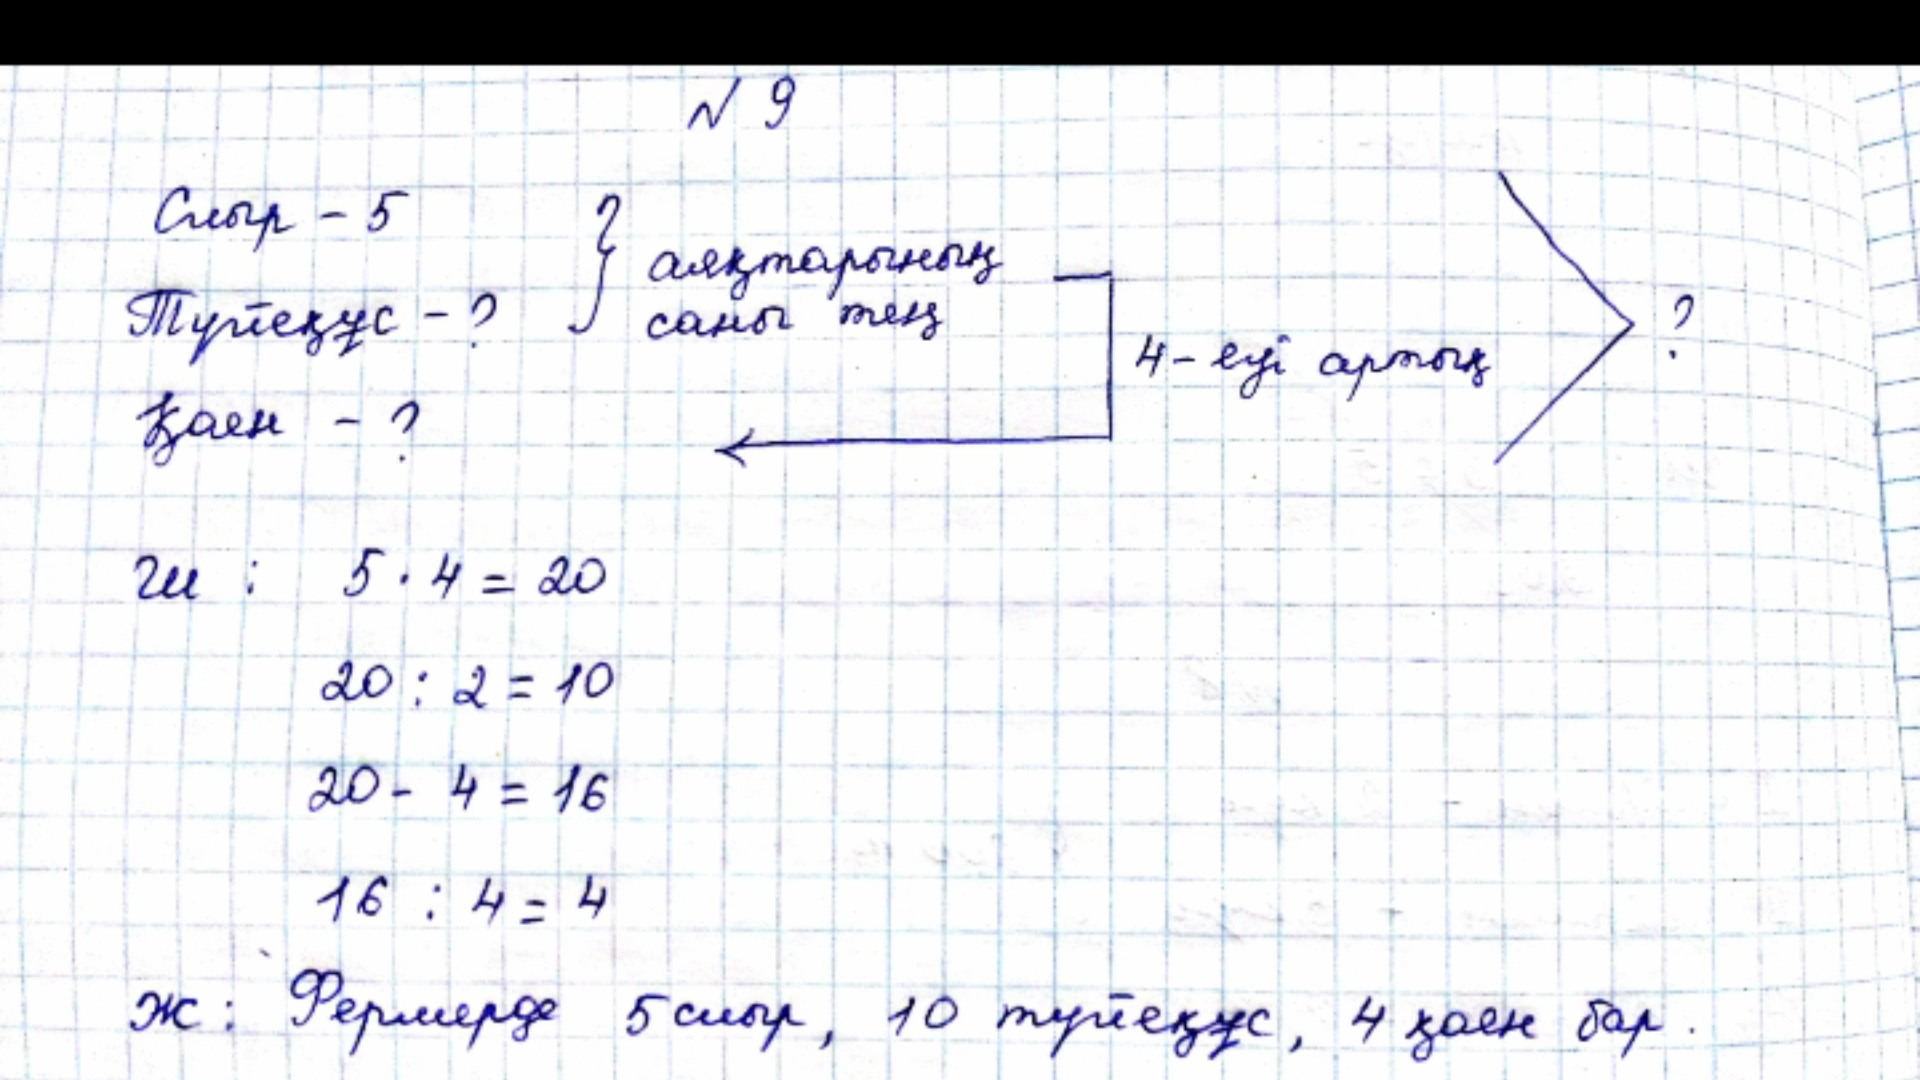 № 9
Сиыр - 5
Түйеқұс - ?
} аяқтарының
саны тең
4-еуі артық
?
Қоян - ?
Ш : 5 · 4 = 20
20 : 2 = 10
20 - 4 = 16
16 : 4 = 4
Ж : Фермерде 5 сиыр, 10 түйеқұс, 4 қоян бар.